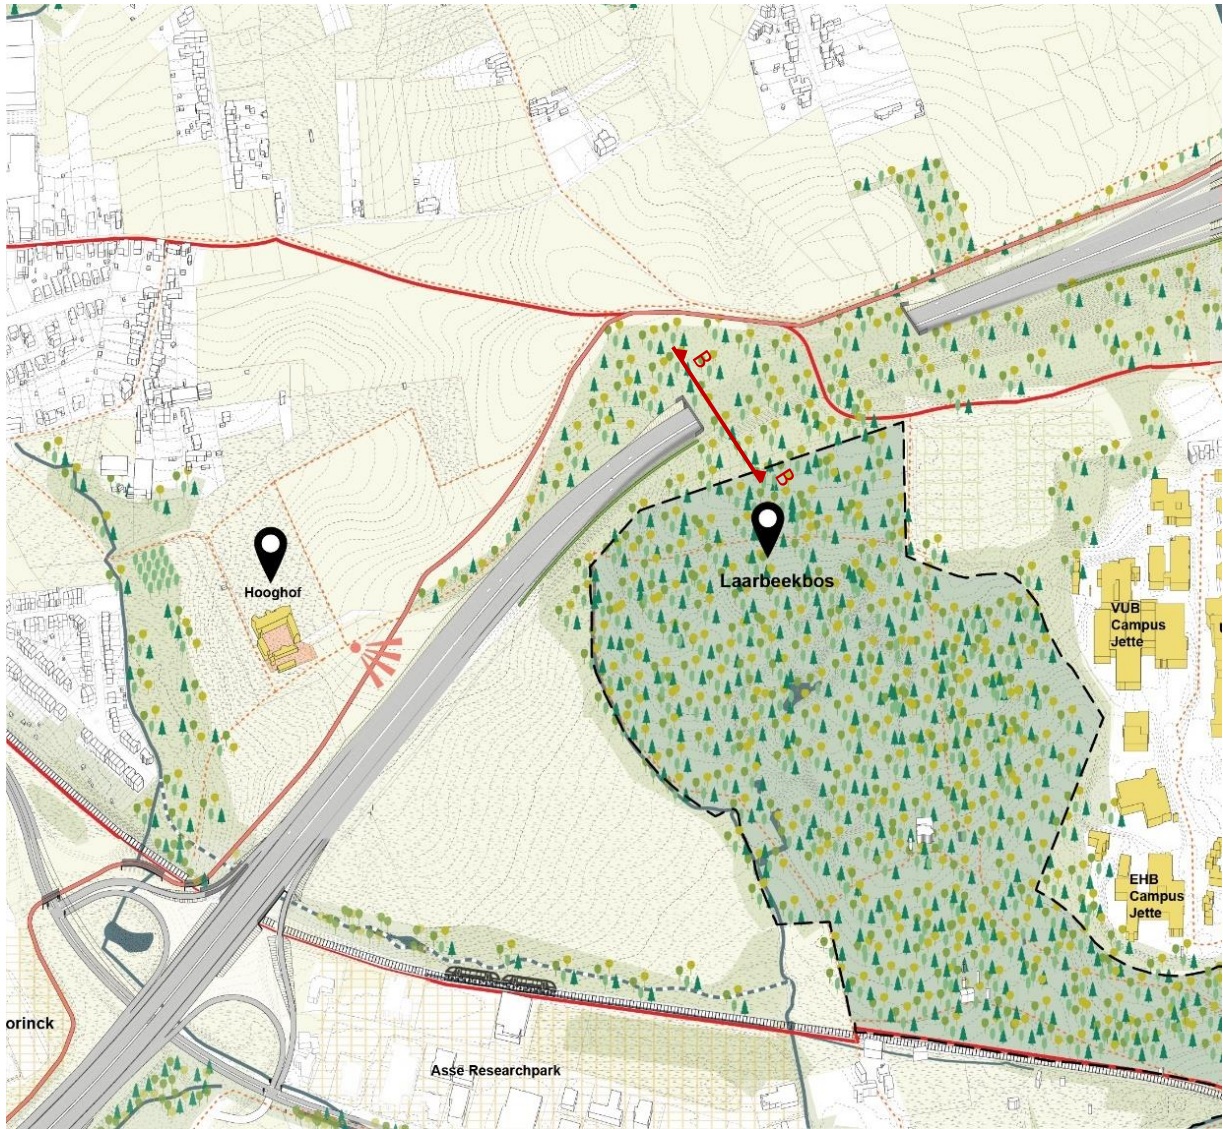 B
B
Laarbeekbos
Hooghof
VUB
Campus
Jette
EHB
Campus
Jette
orinck
Asse Researchpark